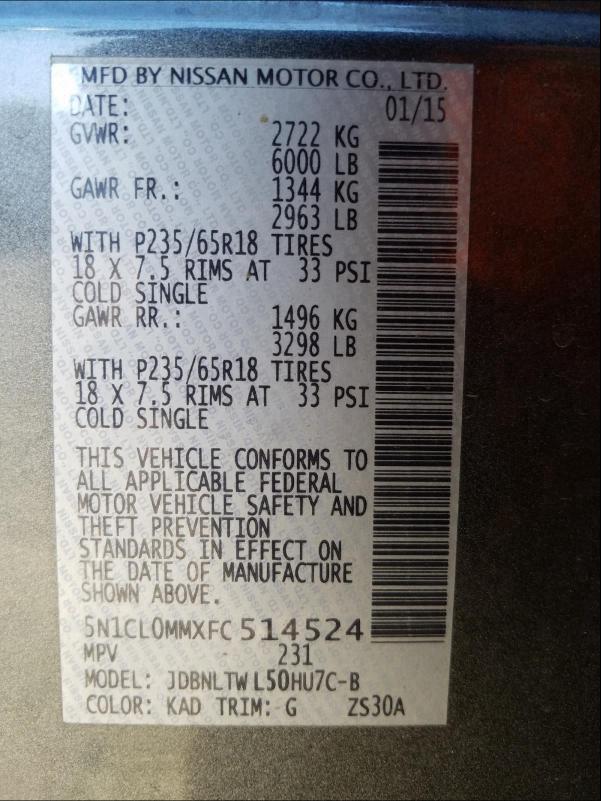 MFD BY NISSAN MOTOR CO., LTD.
DATE: 01/15
GVWR: 2722 KG
6000 LB
GAWR FR.: 1344 KG
2963 LB
WITH P235/65R18 TIRES
18 X 7.5 RIMS AT 33 PSI
COLD SINGLE
GAWR RR.: 1496 KG
3298 LB
WITH P235/65R18 TIRES
18 X 7.5 RIMS AT 33 PSI
COLD SINGLE
THIS VEHICLE CONFORMS TO
ALL APPLICABLE FEDERAL
MOTOR VEHICLE SAFETY AND
THEFT PREVENTION
STANDARDS IN EFFECT ON
THE DATE OF MANUFACTURE
SHOWN ABOVE.
5N1CL0MMXFC514524
MPV 231
MODEL: JDBNLTWL50HU7C-B
COLOR: KAD TRIM: G ZS30A